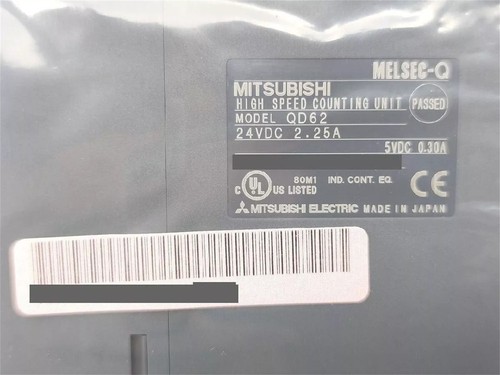 MELSEC-Q
MITSUBISHI
HIGH SPEED COUNTING UNIT PASSED
MODEL QD62
24VDC 2.25A
5VDC 0.30A
C UL US LISTED 80M1 IND. CONT. EQ. CE
MITSUBISHI ELECTRIC MADE IN JAPAN